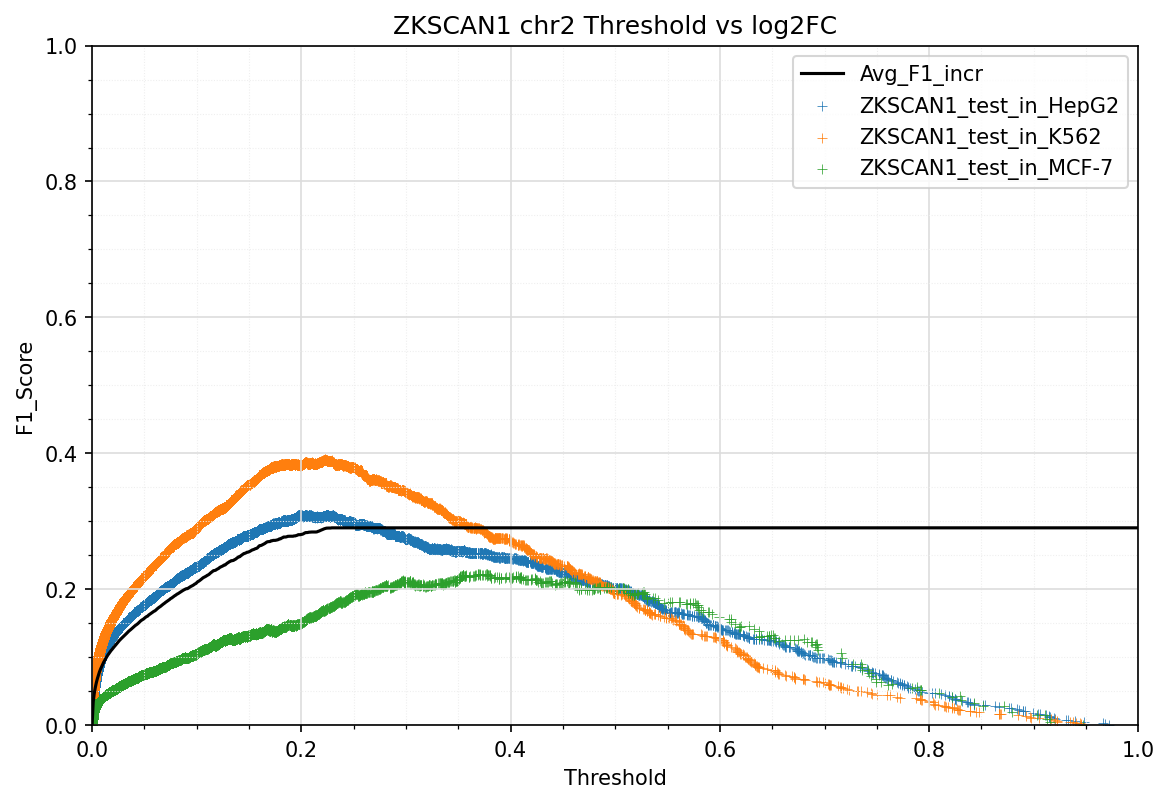 ZKSCAN1 chr2 Threshold vs log2FC
1.0
0.8
0.6
0.4
0.2
0.0
F1_Score
Avg_F1_incr
ZKSCAN1_test_in_HepG2
ZKSCAN1_test_in_K562
ZKSCAN1_test_in_MCF-7
0.0 0.2 0.4 0.6 0.8 1.0
Threshold